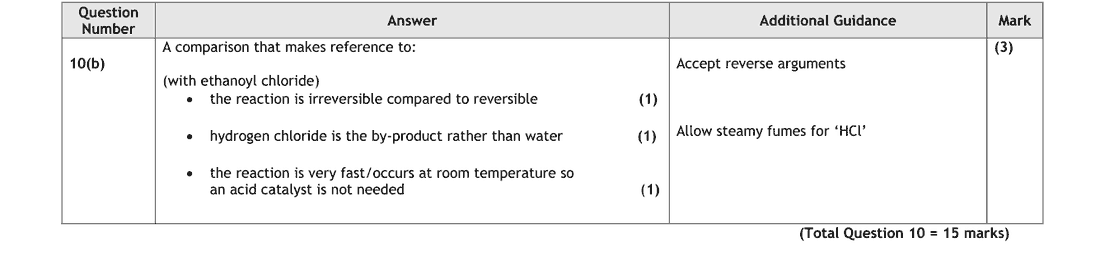 Question Number
Answer
Additional Guidance
Mark
10(b)
A comparison that makes reference to:
(with ethanoyl chloride)
• the reaction is irreversible compared to reversible (1)
• hydrogen chloride is the by-product rather than water (1)
• the reaction is very fast/occurs at room temperature so
an acid catalyst is not needed (1)
Accept reverse arguments
Allow steamy fumes for ‘HCl’
(3)
(Total Question 10 = 15 marks)